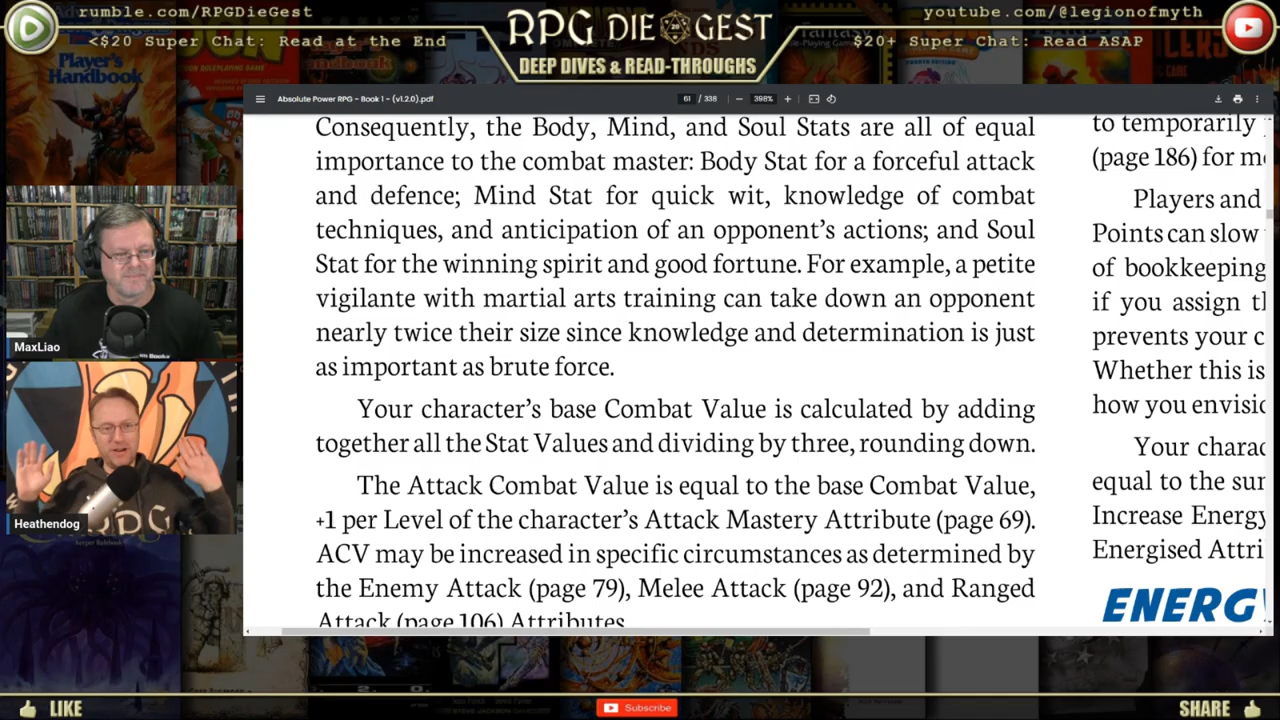 rumble.com/RPGDieGest
<$20 Super Chat: Read at the End
RPG DIE GEST
DEEP DIVES & READ-THROUGHS
youtube.com/@legionofmyth
$20+ Super Chat: Read ASAP
Player's
Handbook
Absolute Power RPG – Book 1 – (v1.2.0).pdf
61 / 338
398%
Consequently, the Body, Mind, and Soul Stats are all of equal
importance to the combat master: Body Stat for a forceful attack
and defence; Mind Stat for quick wit, knowledge of combat
techniques, and anticipation of an opponent’s actions; and Soul
Stat for the winning spirit and good fortune. For example, a petite
vigilante with martial arts training can take down an opponent
nearly twice their size since knowledge and determination is just
as important as brute force.
Your character’s base Combat Value is calculated by adding
together all the Stat Values and dividing by three, rounding down.
The Attack Combat Value is equal to the base Combat Value,
+1 per Level of the character’s Attack Mastery Attribute (page 69).
ACV may be increased in specific circumstances as determined by
the Enemy Attack (page 79), Melee Attack (page 92), and Ranged
Attack (page 106) Attributes
to temporarily
(page 186) for m
Players and
Points can slow
of bookkeeping
if you assign t
prevents your c
Whether this is
how you envisi
Your charac
equal to the sur
Increase Energy
Energised Attri
ENERG
MaxLiao
Heathendog
LIKE
Subscribe
SHARE